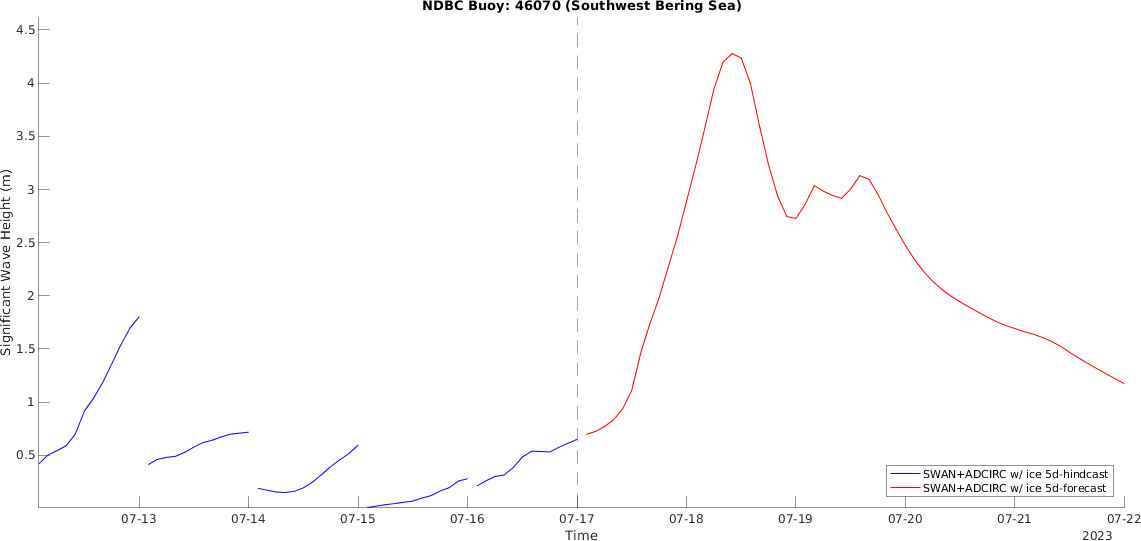 NDBC Buoy: 46070 (Southwest Bering Sea)
4.5
4
3.5
3
2.5
2
1.5
1
0.5
Significant Wave Height (m)
SWAN+ADCIRC w/ ice 5d-hindcast
SWAN+ADCIRC w/ ice 5d-forecast
07-13 07-14 07-15 07-16 07-17 07-18 07-19 07-20 07-21 07-22
Time
2023